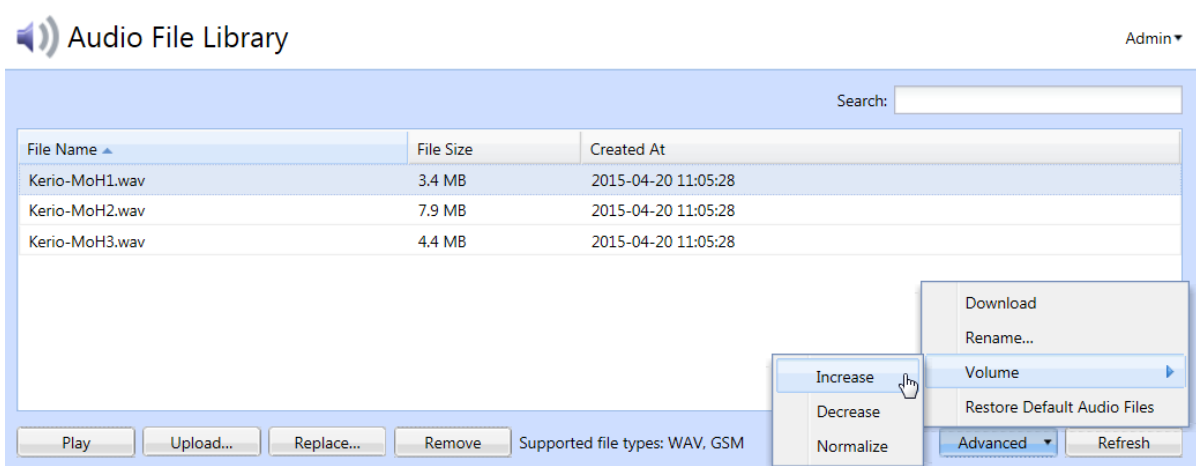 Audio File Library
Admin
Search:
File Name File Size Created At
Kerio-MoH1.wav 3.4 MB 2015-04-20 11:05:28
Kerio-MoH2.wav 7.9 MB 2015-04-20 11:05:28
Kerio-MoH3.wav 4.4 MB 2015-04-20 11:05:28
Download
Rename...
Volume
Restore Default Audio Files
Increase
Decrease
Normalize
Play Upload... Replace... Remove Supported file types: WAV, GSM Advanced Refresh